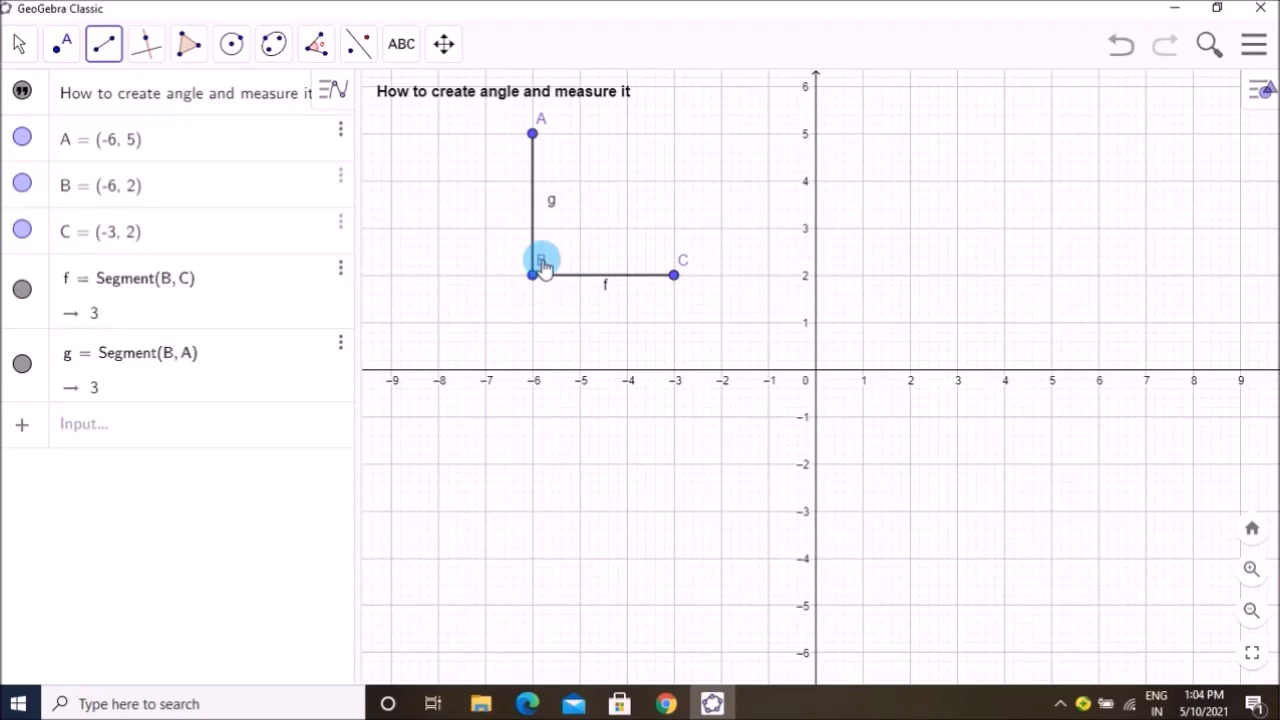 GeoGebra Classic
ABC
How to create angle and measure it
A = (-6, 5)
B = (-6, 2)
C = (-3, 2)
f = Segment(B, C)
→ 3
g = Segment(B, A)
→ 3
+ Input...
How to create angle and measure it
A
g
B
C
f
6
5
4
3
2
1
–9 –8 –7 –6 –5 –4 –3 –2 –1 0 1 2 3 4 5 6 7 8 9
–1
–2
–3
–4
–5
–6
Type here to search
ENG
IN
1:04 PM
5/10/2021
1